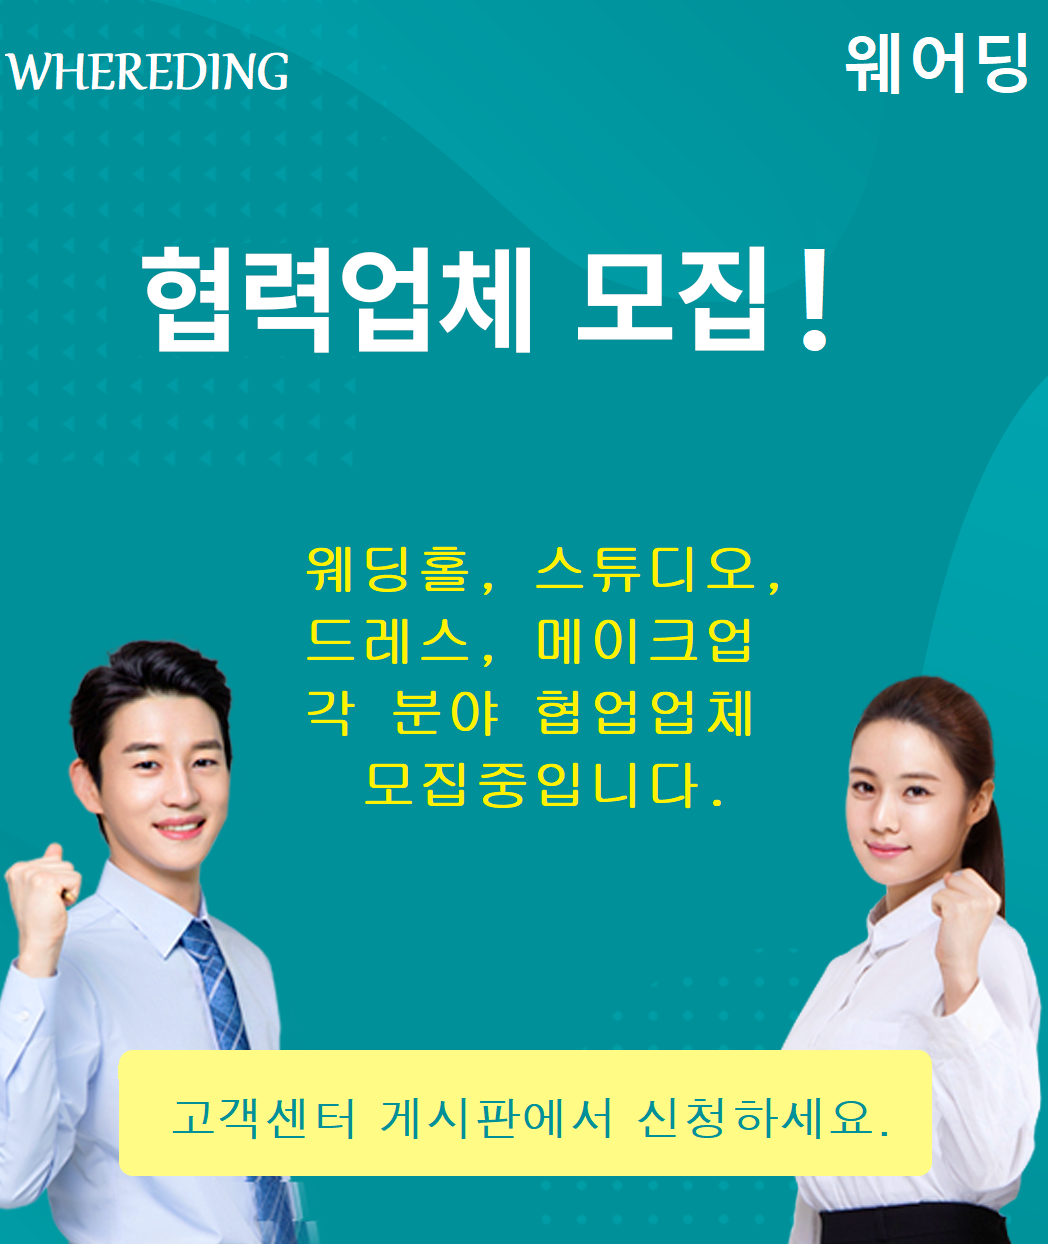 WHEREDING
웨어딩
협력업체 모집!
웨딩홀, 스튜디오,
드레스, 메이크업
각 분야 협업업체
모집중입니다.
고객센터 게시판에서 신청하세요.